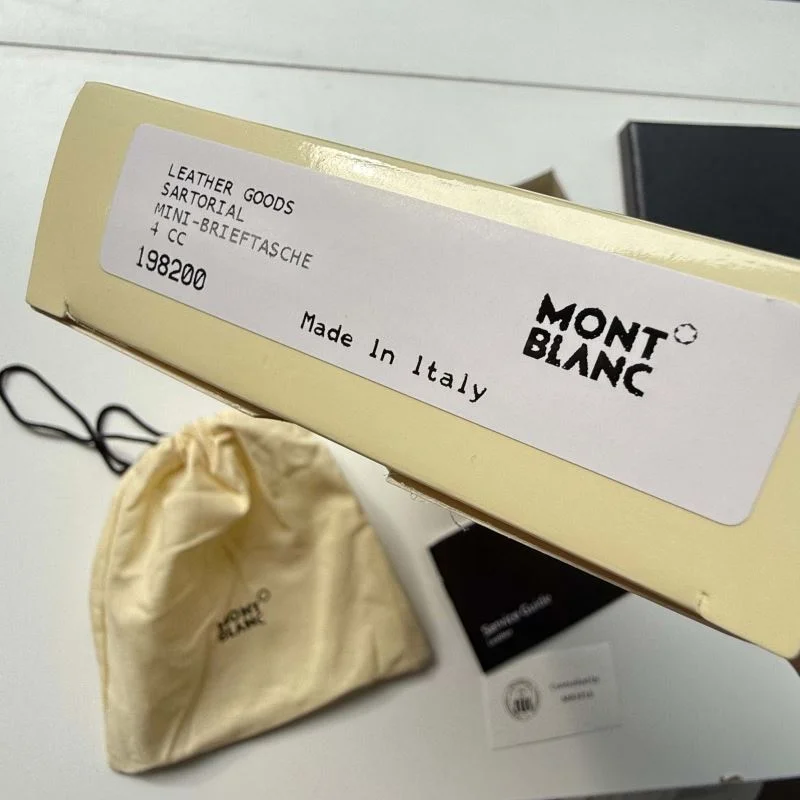 LEATHER GOODS
SARTORIAL
MINI-BRIEFTASCHE
4 CC
198200
Made In Italy
MONT
BLANC
MONT
BLANC
Service Guide